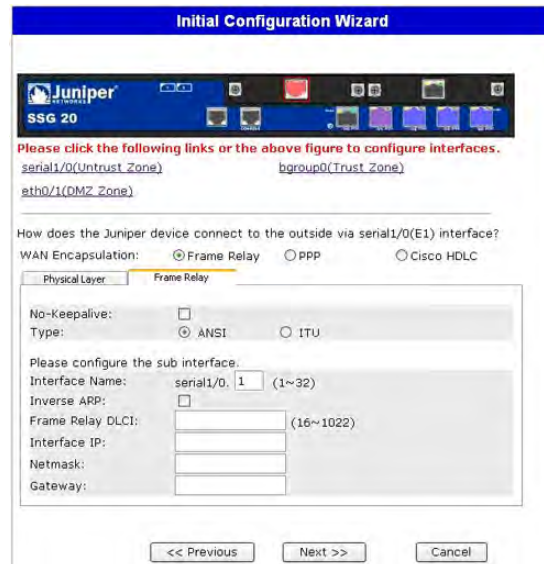 Initial Configuration Wizard
Juniper
NETWORKS
SSG 20
Please click the following links or the above figure to configure interfaces.
serial1/0(Untrust Zone) bgroup0(Trust Zone)
eth0/1(DMZ Zone)
How does the Juniper device connect to the outside via serial1/0(E1) interface?
WAN Encapsulation: Frame Relay PPP Cisco HDLC
Physical Layer Frame Relay
No-Keepalive:
Type: ANSI ITU
Please configure the sub interface.
Interface Name: serial1/0. 1 (1~32)
Inverse ARP:
Frame Relay DLCI: (16~1022)
Interface IP:
Netmask:
Gateway:
<< Previous Next >> Cancel